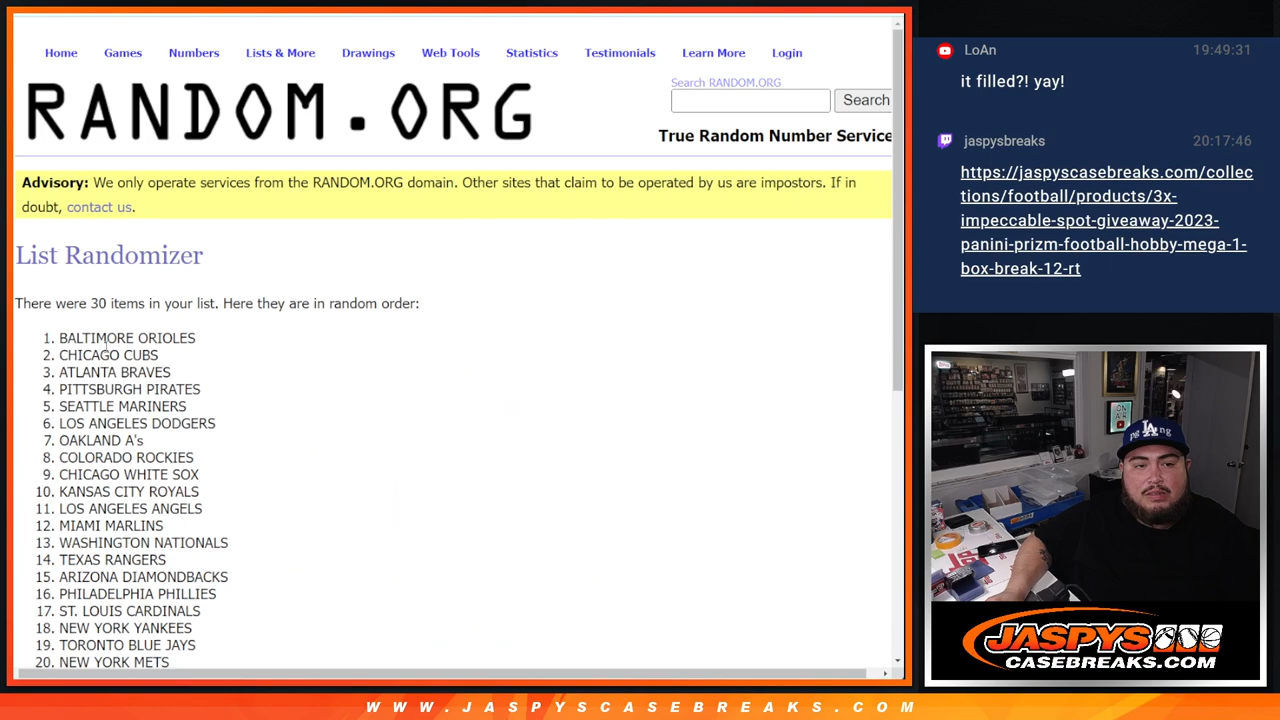 Home Games Numbers Lists & More Drawings Web Tools Statistics Testimonials Learn More Login
RANDOM.ORG
Search RANDOM.ORG
Search
True Random Number Service
Advisory: We only operate services from the RANDOM.ORG domain. Other sites that claim to be operated by us are impostors. If in
doubt, contact us.
List Randomizer
There were 30 items in your list. Here they are in random order:
1. BALTIMORE ORIOLES
2. CHICAGO CUBS
3. ATLANTA BRAVES
4. PITTSBURGH PIRATES
5. SEATTLE MARINERS
6. LOS ANGELES DODGERS
7. OAKLAND A's
8. COLORADO ROCKIES
9. CHICAGO WHITE SOX
10. KANSAS CITY ROYALS
11. LOS ANGELES ANGELS
12. MIAMI MARLINS
13. WASHINGTON NATIONALS
14. TEXAS RANGERS
15. ARIZONA DIAMONDBACKS
16. PHILADELPHIA PHILLIES
17. ST. LOUIS CARDINALS
18. NEW YORK YANKEES
19. TORONTO BLUE JAYS
20. NEW YORK METS
LoAn 19:49:31
it filled?! yay!
jaspysbreaks 20:17:46
https://jaspyscasebreaks.com/collec
tions/football/products/3x-
impeccable-spot-giveaway-2023-
panini-prizm-football-hobby-mega-1-
box-break-12-rt
ON
AIR
LA
JASPYS
CASEBREAKS.COM
WWW.JASPYSCASEBREAKS.COM